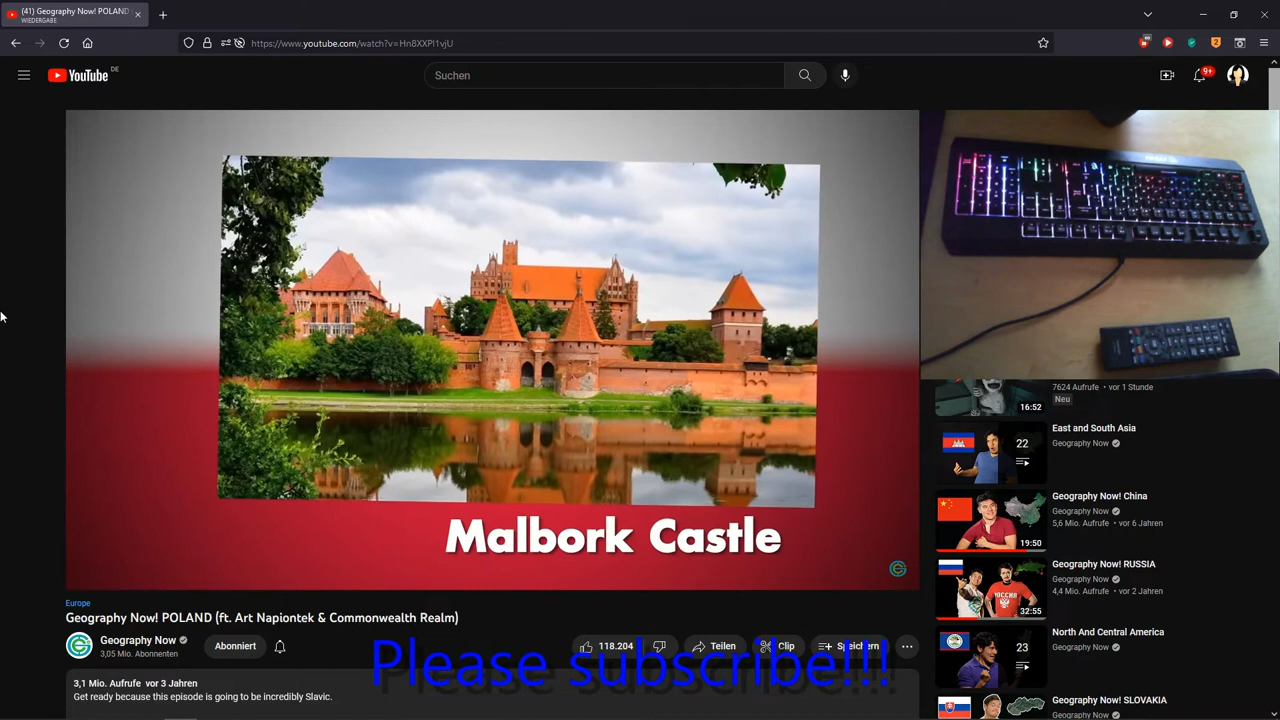 (41) Geography Now! POLAND
WIEDERGABE
https://www.youtube.com/watch?v=Hn8XXPl1vjU
YouTube DE
Suchen
9+
2
Malbork Castle
Europe
Geography Now! POLAND (ft. Art Napiontek & Commonwealth Realm)
Geography Now
3,05 Mio. Abonnenten
Abonniert
118.204
Teilen
Clip
Speichern
Please subscribe!!!
3,1 Mio. Aufrufe vor 3 Jahren
Get ready because this episode is going to be incredibly Slavic.
7624 Aufrufe • vor 1 Stunde
Neu
16:52
East and South Asia
Geography Now
22
Geography Now! China
Geography Now
5,6 Mio. Aufrufe • vor 6 Jahren
19:50
Geography Now! RUSSIA
Geography Now
4,4 Mio. Aufrufe • vor 2 Jahren
32:55
North And Central America
Geography Now
23
Geography Now! SLOVAKIA
Geography Now